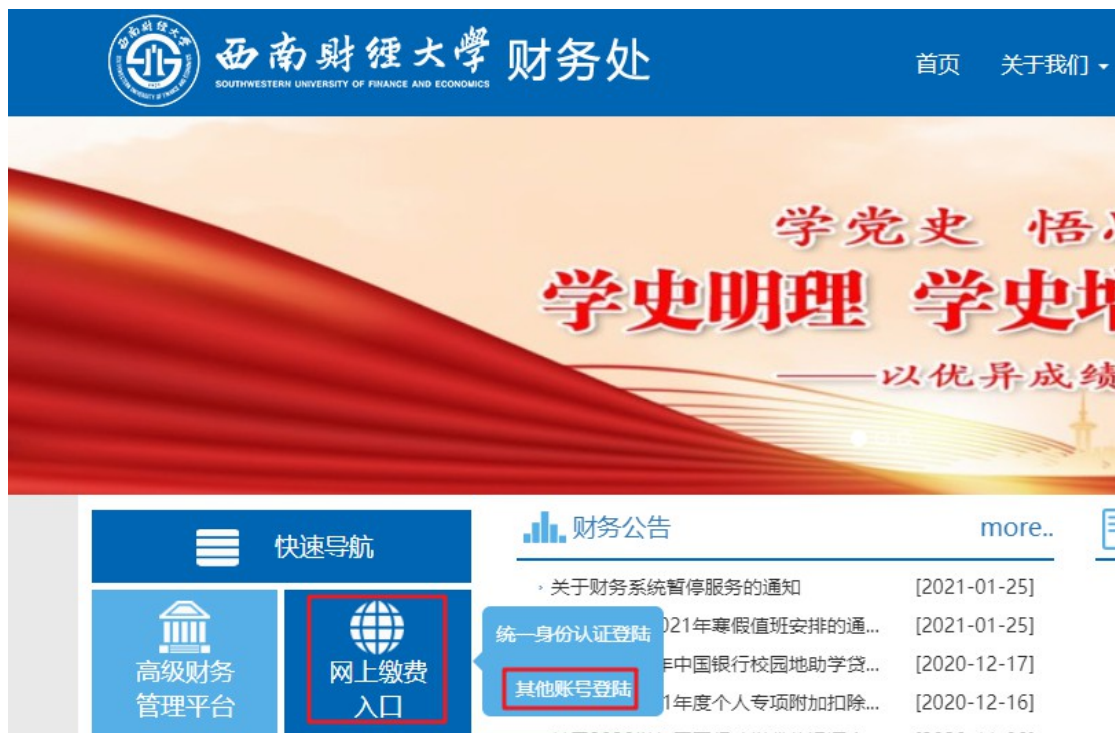 西南财经大学 财务处
SOUTHWESTERN UNIVERSITY OF FINANCE AND ECONOMICS
首页 关于我们
学党史 悟
学史明理 学史
——以优异成绩
快速导航
高级财务
管理平台
网上缴费
入口
统一身份认证登陆
其他账号登陆
财务公告 more..
关于财务系统暂停服务的通知 [2021-01-25]
021年寒假值班安排的通... [2021-01-25]
中国银行校园地助学贷... [2020-12-17]
1年度个人专项附加扣除... [2020-12-16]